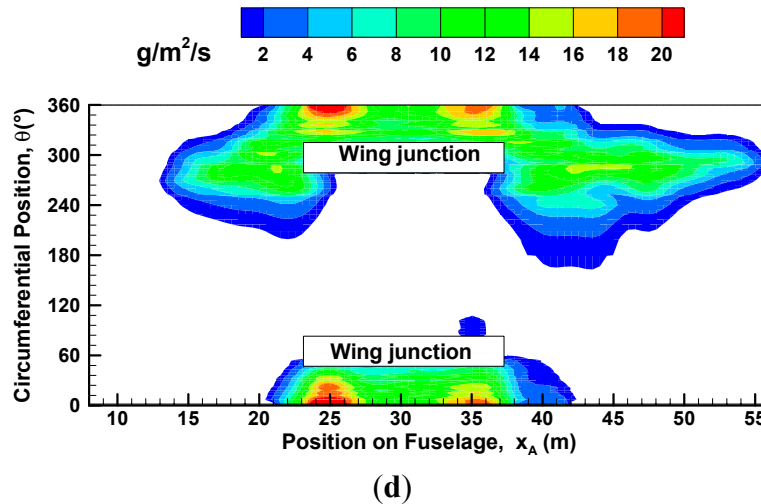 g/m²/s
2 4 6 8 10 12 14 16 18 20
Circumferential Position, θ(°)
360
300
240
180
120
60
0
Wing junction
Wing junction
10 15 20 25 30 35 40 45 50 55
Position on Fuselage, x_A (m)
(d)